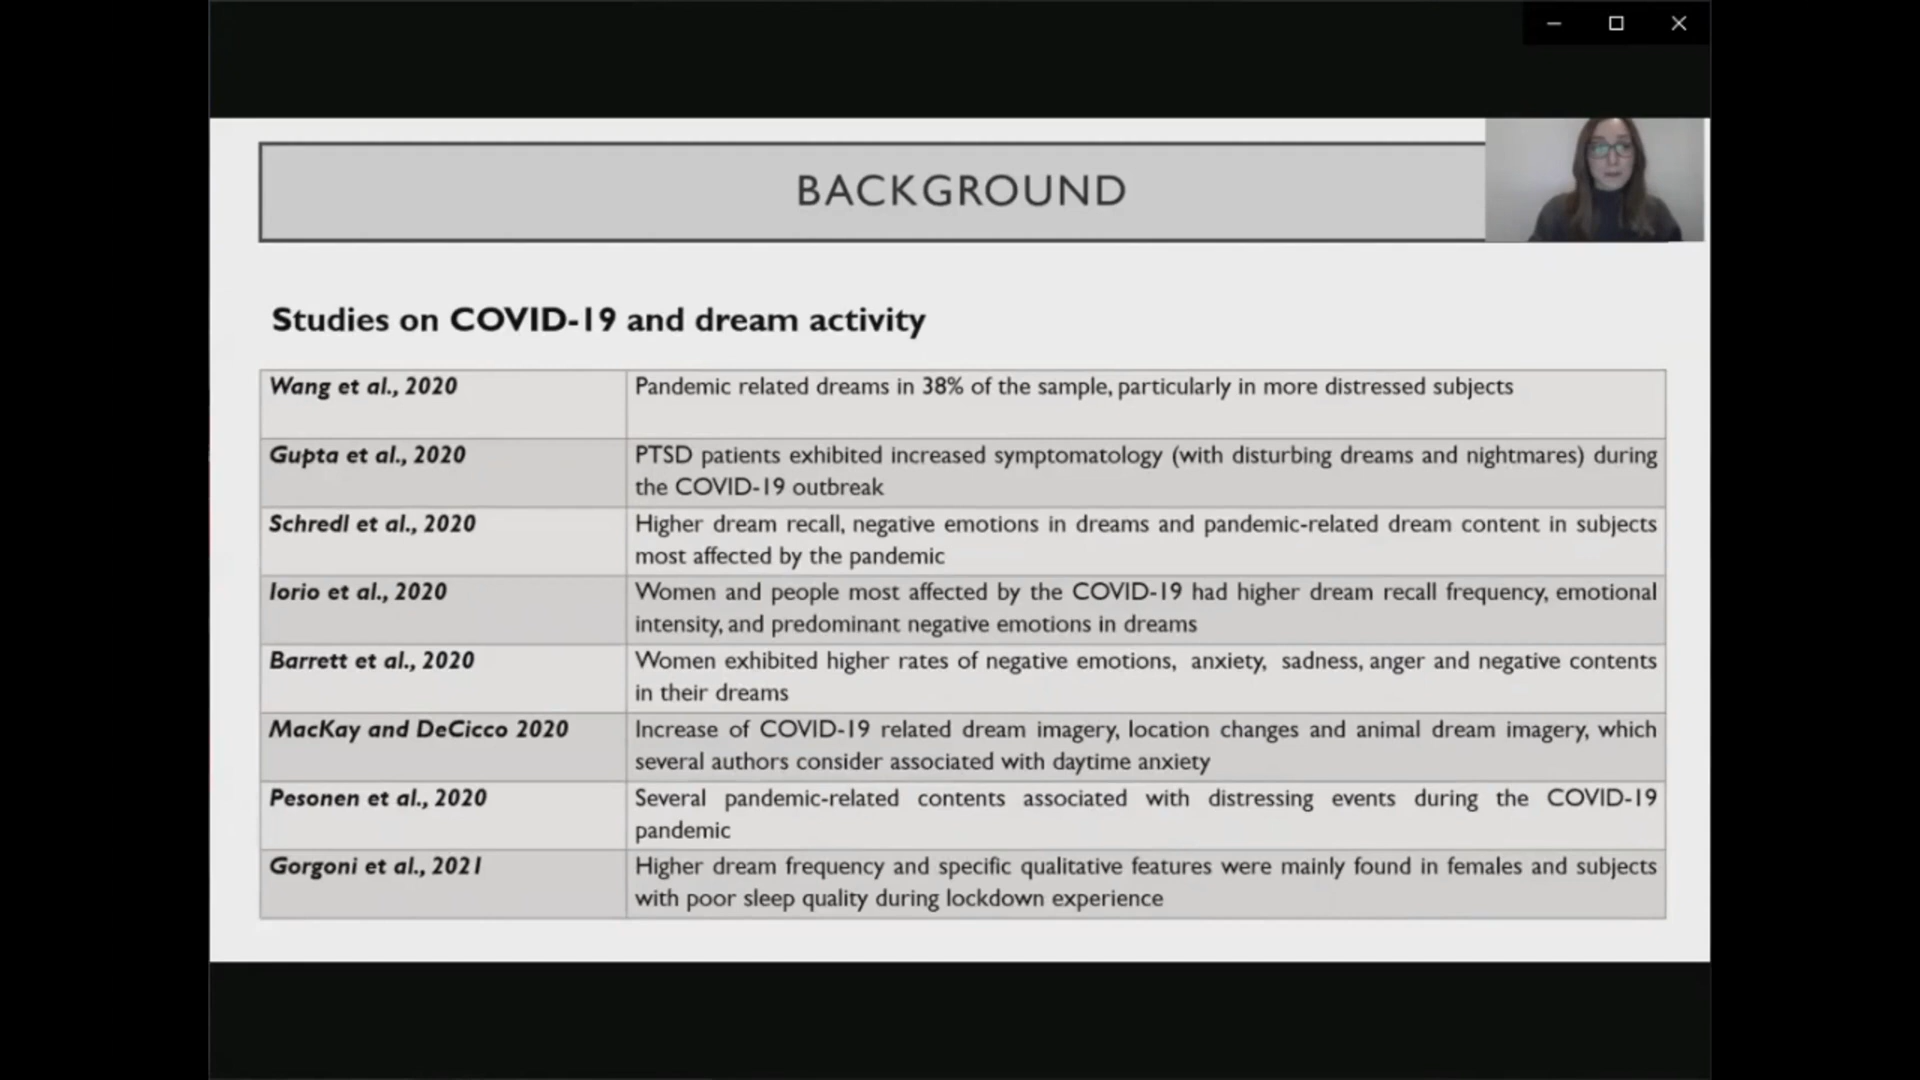 BACKGROUND
Studies on COVID-19 and dream activity
Wang et al., 2020
Pandemic related dreams in 38% of the sample, particularly in more distressed subjects
Gupta et al., 2020
PTSD patients exhibited increased symptomatology (with disturbing dreams and nightmares) during
the COVID-19 outbreak
Schredl et al., 2020
Higher dream recall, negative emotions in dreams and pandemic-related dream content in subjects
most affected by the pandemic
Iorio et al., 2020
Women and people most affected by the COVID-19 had higher dream recall frequency, emotional
intensity, and predominant negative emotions in dreams
Barrett et al., 2020
Women exhibited higher rates of negative emotions, anxiety, sadness, anger and negative contents
in their dreams
MacKay and DeCicco 2020
Increase of COVID-19 related dream imagery, location changes and animal dream imagery, which
several authors consider associated with daytime anxiety
Pesonen et al., 2020
Several pandemic-related contents associated with distressing events during the COVID-19
pandemic
Gorgoni et al., 2021
Higher dream frequency and specific qualitative features were mainly found in females and subjects
with poor sleep quality during lockdown experience